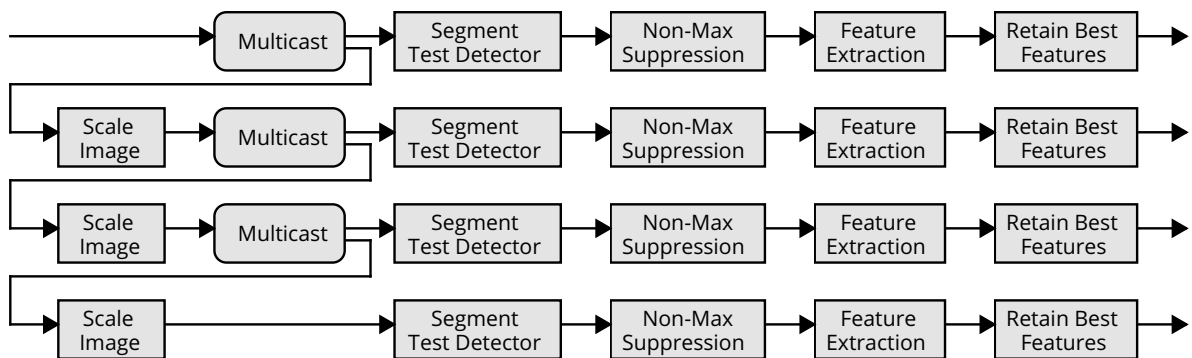 Multicast
Segment
Test Detector
Non-Max
Suppression
Feature
Extraction
Retain Best
Features
Scale
Image
Multicast
Segment
Test Detector
Non-Max
Suppression
Feature
Extraction
Retain Best
Features
Scale
Image
Multicast
Segment
Test Detector
Non-Max
Suppression
Feature
Extraction
Retain Best
Features
Scale
Image
Segment
Test Detector
Non-Max
Suppression
Feature
Extraction
Retain Best
Features